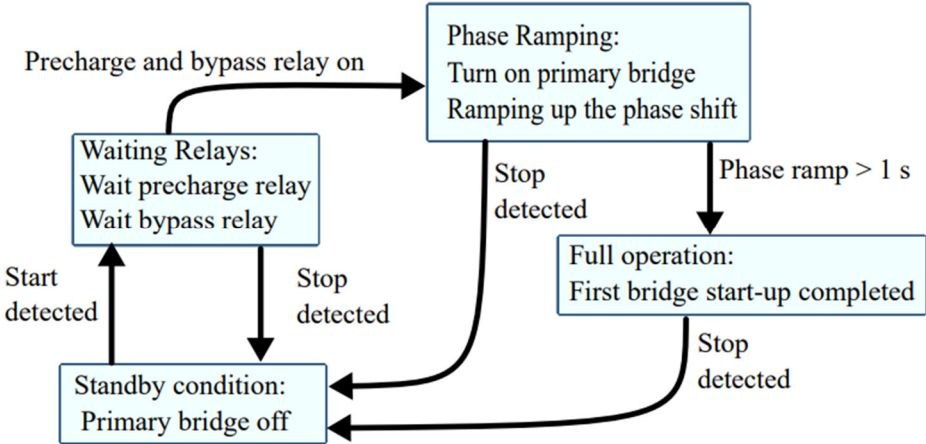 Phase Ramping:
Turn on primary bridge
Ramping up the phase shift
Precharge and bypass relay on
Waiting Relays:
Wait precharge relay
Wait bypass relay
Stop
detected
Phase ramp > 1 s
Full operation:
First bridge start-up completed
Start
detected
Stop
detected
Stop
detected
Standby condition:
Primary bridge off